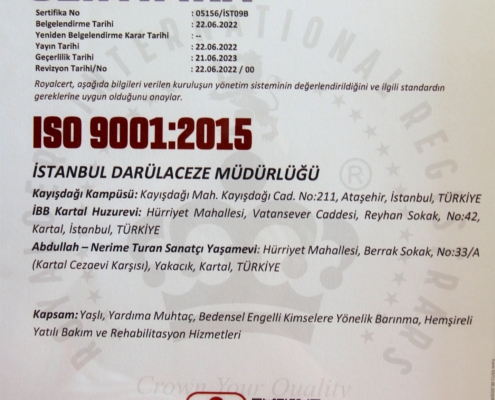 Sertifika No : 05156/İST09B
Belgelendirme Tarihi : 22.06.2022
Yeniden Belgelendirme Karar Tarihi : --
Yayın Tarihi : 22.06.2022
Geçerlilik Tarihi : 21.06.2023
Revizyon Tarihi/No : 22.06.2022 / 00
Royalcert, aşağıda bilgileri verilen kuruluşun yönetim sisteminin değerlendirildiğini ve ilgili standardın
gereklerine uygun olduğunu onaylar.
ISO 9001:2015
İSTANBUL DARÜLACEZE MÜDÜRLÜĞÜ
Kayışdağı Kampüsü: Kayışdağı Mah. Kayışdağı Cad. No:211, Ataşehir, İstanbul, TÜRKİYE
İBB Kartal Huzurevi: Hürriyet Mahallesi, Vatansever Caddesi, Reyhan Sokak, No:42,
Kartal, İstanbul, TÜRKİYE
Abdullah – Nerime Turan Sanatçı Yaşamevi: Hürriyet Mahallesi, Berrak Sokak, No:33/A
(Kartal Cezaevi Karşısı), Yakacık, Kartal, TÜRKİYE
Kapsam: Yaşlı, Yardıma Muhtaç, Bedensel Engelli Kimselere Yönelik Barınma, Hemşireli
Yatılı Bakım ve Rehabilitasyon Hizmetleri
Crown Your Quality